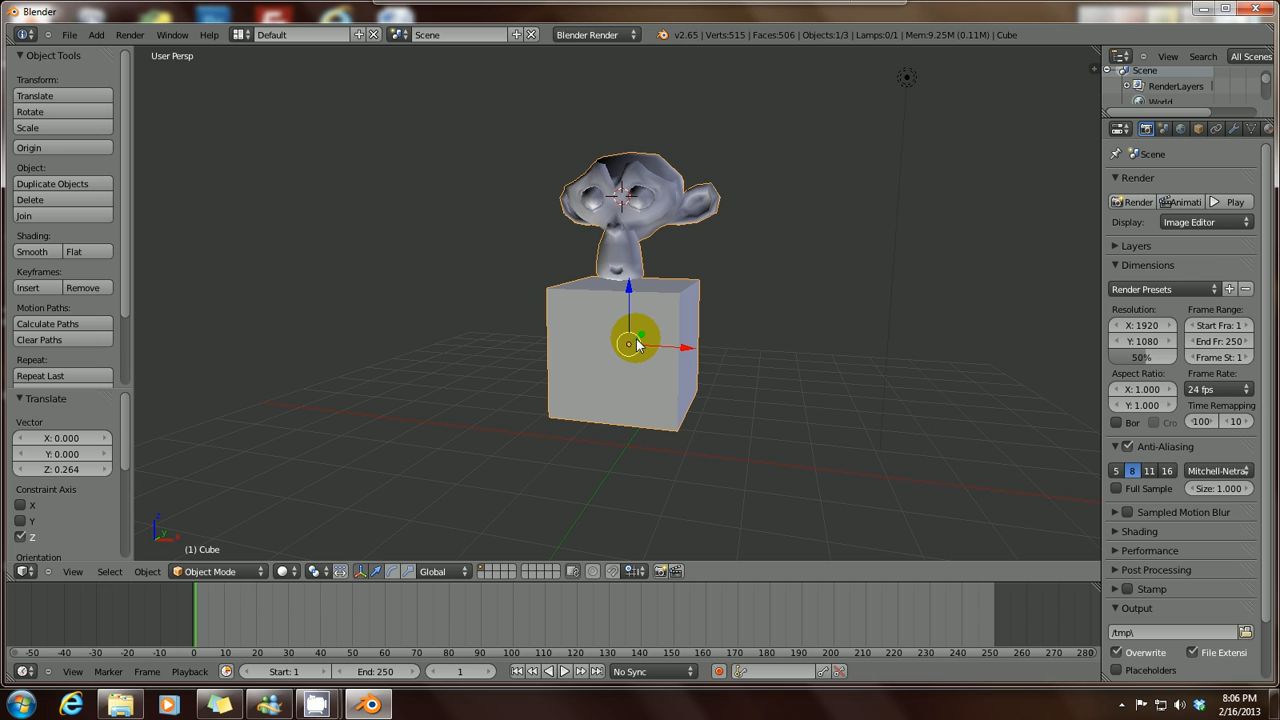 Blender
File Add Render Window Help Default Scene Blender Render v2.65 | Verts:515 | Faces:506 | Objects:1/3 | Lamps:0/1 | Mem:9.25M (0.11M) | Cube
Object Tools
Transform:
Translate
Rotate
Scale
Origin
Object:
Duplicate Objects
Delete
Join
Shading:
Smooth Flat
Keyframes:
Insert Remove
Motion Paths:
Calculate Paths
Clear Paths
Repeat:
Repeat Last
Translate
Vector
X: 0.000
Y: 0.000
Z: 0.264
Constraint Axis
X
Y
Z
Orientation
User Persp
z
y
x
(1) Cube
View Search All Scenes
Scene
RenderLayers
World
Scene
Render
Render Animati Play
Display: Image Editor
Layers
Dimensions
Render Presets
Resolution: Frame Range:
X: 1920 Start Fra: 1
Y: 1080 End Fr: 250
50% Frame St: 1
Aspect Ratio: Frame Rate:
X: 1.000 24 fps
Y: 1.000 Time Remapping
Bor Cro 100 10
Anti-Aliasing
5 8 11 16 Mitchell-Netra
Full Sample Size: 1.000
Sampled Motion Blur
Shading
Performance
Post Processing
Stamp
Output
/tmp\
Overwrite File Extensi
Placeholders
View Select Object Object Mode Global
-50 -40 -30 -20 -10 0 10 20 30 40 50 60 70 80 90 100 110 120 130 140 150 160 170 180 190 200 210 220 230 240 250 260 270 280
View Marker Frame Playback Start: 1 End: 250 1 No Sync
8:06 PM
2/16/2013